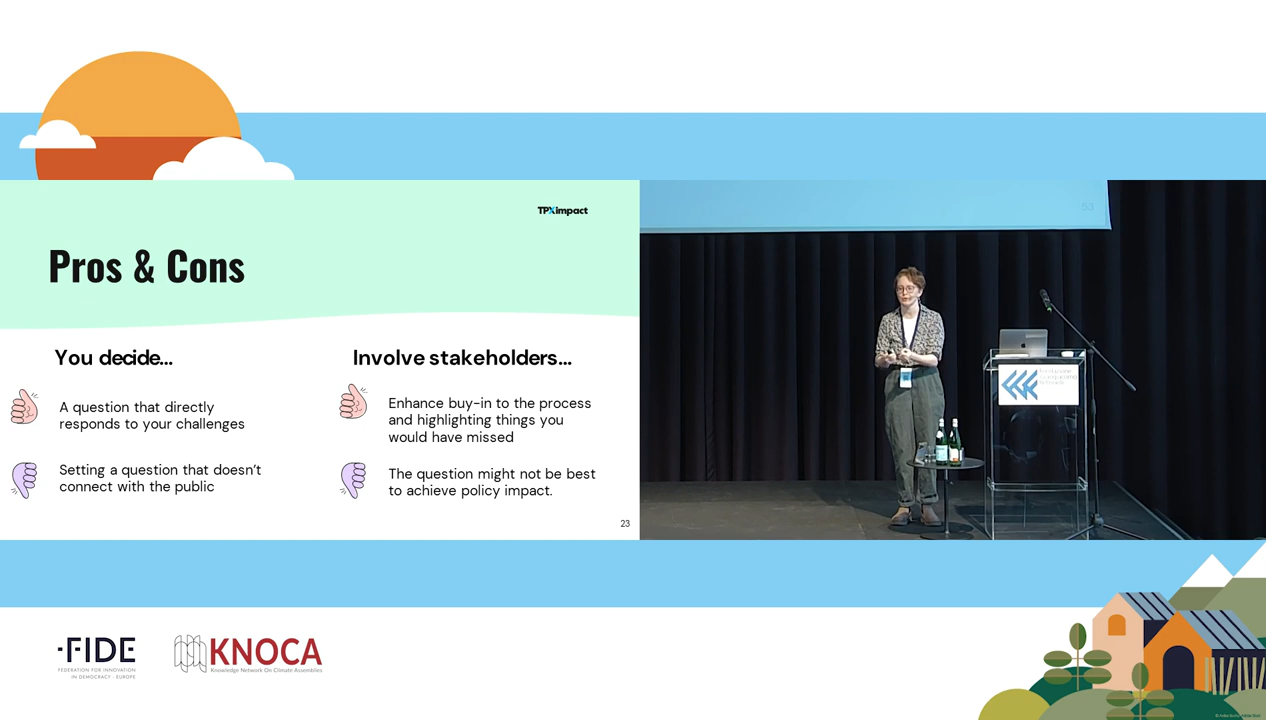 TPXimpact
Pros & Cons
You decide...
A question that directly
responds to your challenges
Setting a question that doesn't
connect with the public
Involve stakeholders...
Enhance buy-in to the process
and highlighting things you
would have missed
The question might not be best
to achieve policy impact.
23
53
FIDE
FEDERATION FOR INNOVATION
IN DEMOCRACY - EUROPE
KNOCA
Knowledge Network On Climate Assemblies